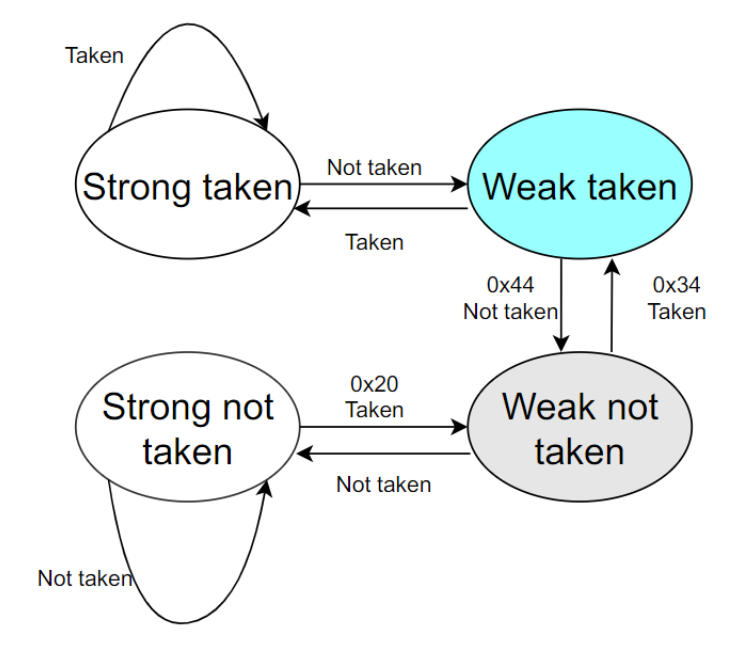 Taken
Strong taken
Not taken
Weak taken
Taken
0x44
Not taken
0x34
Taken
Strong not
taken
0x20
Taken
Weak not
taken
Not taken
Not taken